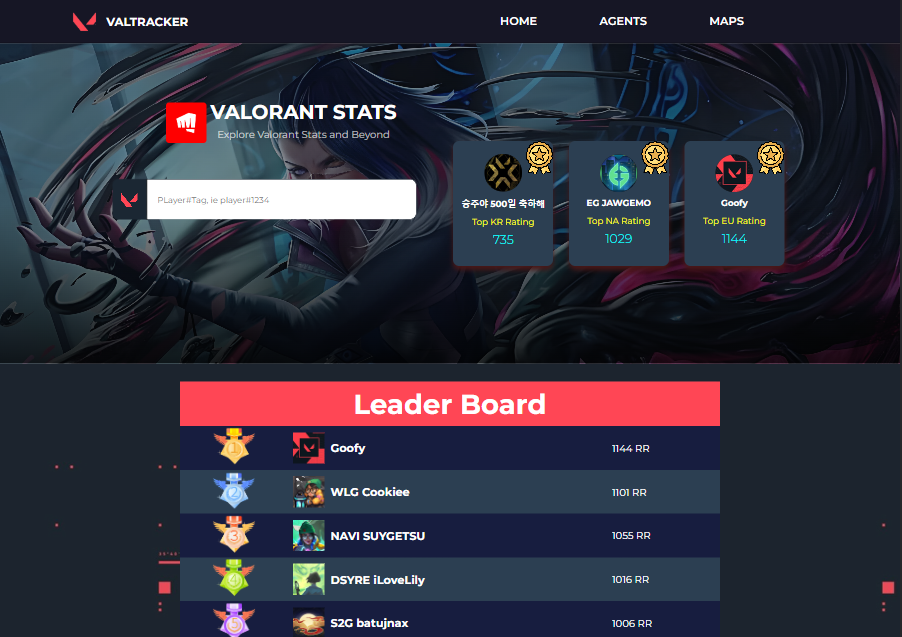 VALTRACKER
HOME
AGENTS
MAPS
VALORANT STATS
Explore Valorant Stats and Beyond
PLayer#Tag, ie player#1234
승주야 500일 축하해
Top KR Rating
735
EG JAWGEMO
Top NA Rating
1029
Goofy
Top EU Rating
1144
Leader Board
1
Goofy
1144 RR
2
WLG Cookiee
1101 RR
3
NAVI SUYGETSU
1055 RR
4
DSYRE iLoveLily
1016 RR
5
S2G batujnax
1006 RR